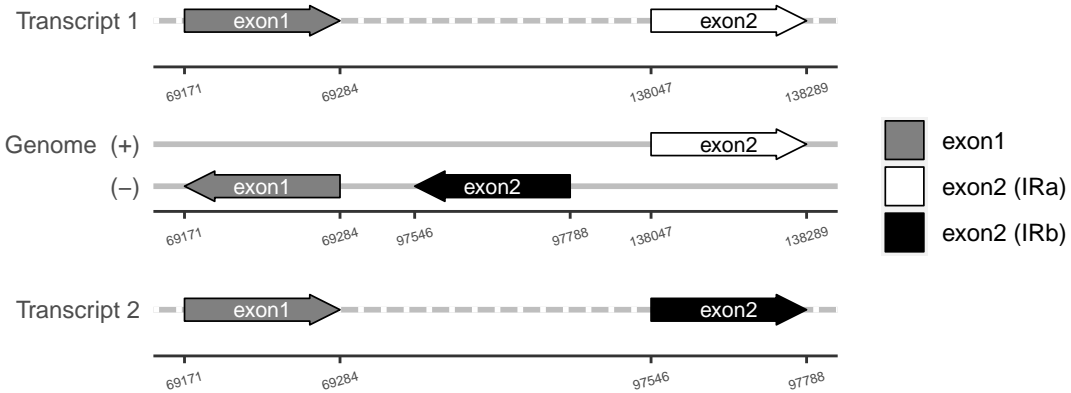 Transcript 1 exon1 exon2
69171 69284 138047 138289
Genome (+) exon2
(−) exon1 exon2
69171 69284 97546 97788 138047 138289
Transcript 2 exon1 exon2
69171 69284 97546 97788
exon1
exon2 (IRa)
exon2 (IRb)